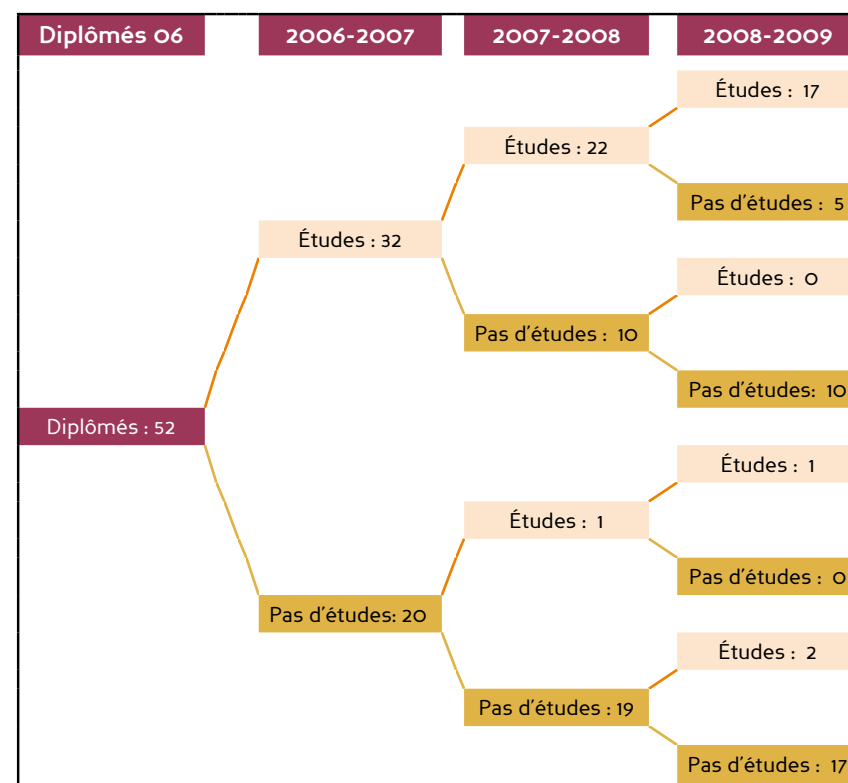 Diplômés 06 2006-2007 2007-2008 2008-2009
Études : 17
Études : 22
Pas d'études : 5
Études : 32
Études : 0
Pas d'études : 10
Pas d'études: 10
Diplômés : 52
Études : 1
Études : 1
Pas d'études : 0
Pas d'études: 20
Études : 2
Pas d'études : 19
Pas d'études : 17